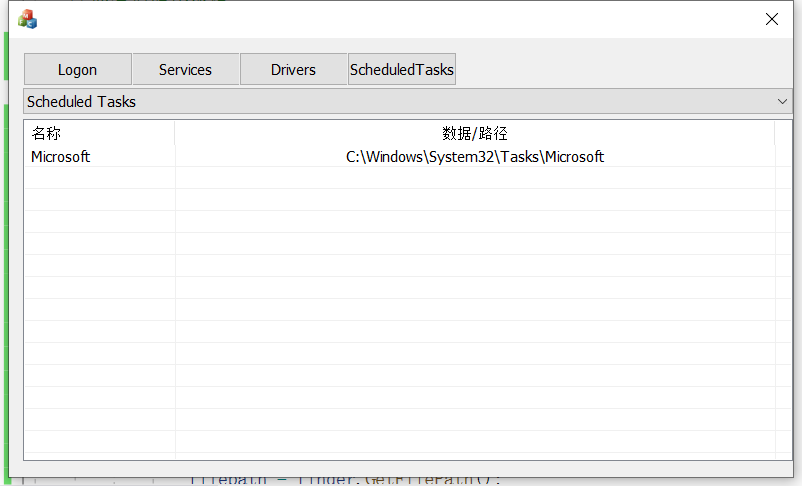 Logon Services Drivers ScheduledTasks
Scheduled Tasks
名称 数据/路径
Microsoft C:\Windows\System32\Tasks\Microsoft